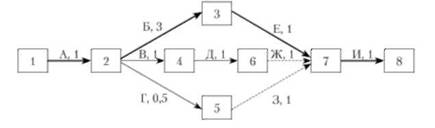 3
Б, 3
Е, 1
1
А, 1
2
В, 1
4
Д, 1
6
Ж, 1
7
И, 1
8
Г, 0,5
5
З, 1